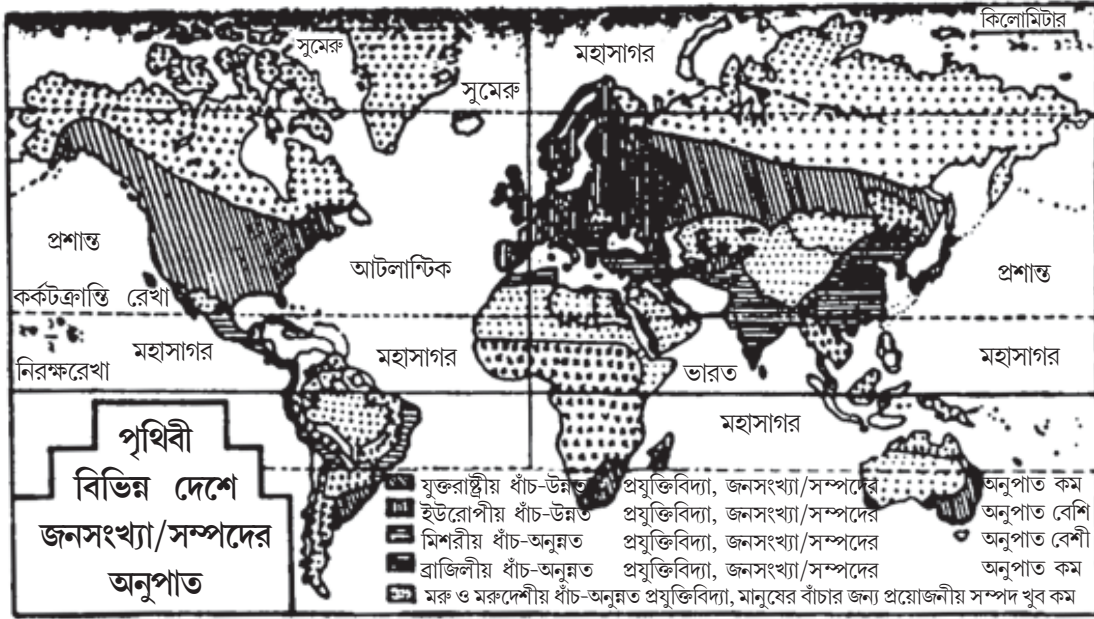 কিলোমিটার
সুমেরু
মহাসাগর
সুমেরু
প্রশান্ত
আটলান্টিক
প্রশান্ত
কর্কটক্রান্তি রেখা
মহাসাগর
মহাসাগর
মহাসাগর
নিরক্ষরেখা
ভারত
মহাসাগর
পৃথিবী
বিভিন্ন দেশে
জনসংখ্যা/সম্পদের
অনুপাত
যুক্তরাষ্ট্রীয় ধাঁচ-উন্নত প্রযুক্তিবিদ্যা, জনসংখ্যা/সম্পদের অনুপাত কম
ইউরোপীয় ধাঁচ-উন্নত প্রযুক্তিবিদ্যা, জনসংখ্যা/সম্পদের অনুপাত বেশি
মিশরীয় ধাঁচ-অনুন্নত প্রযুক্তিবিদ্যা, জনসংখ্যা/সম্পদের অনুপাত বেশী
ব্রাজিলীয় ধাঁচ-অনুন্নত প্রযুক্তিবিদ্যা, জনসংখ্যা/সম্পদের অনুপাত কম
মরু ও মরুদেশীয় ধাঁচ-অনুন্নত প্রযুক্তিবিদ্যা, মানুষের বাঁচার জন্য প্রয়োজনীয় সম্পদ খুব কম